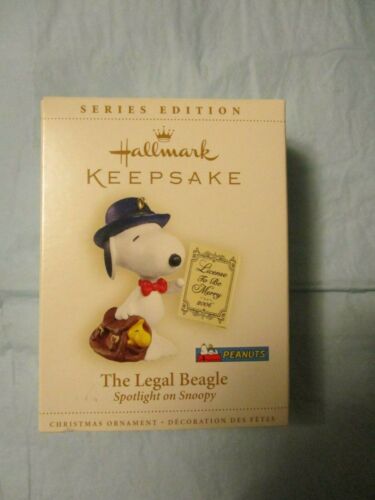 SERIES EDITION
Hallmark
KEEPSAKE
License
To Be
Merry
2006
PEANUTS
The Legal Beagle
Spotlight on Snoopy
CHRISTMAS ORNAMENT • DÉCORATION DES FÊTES